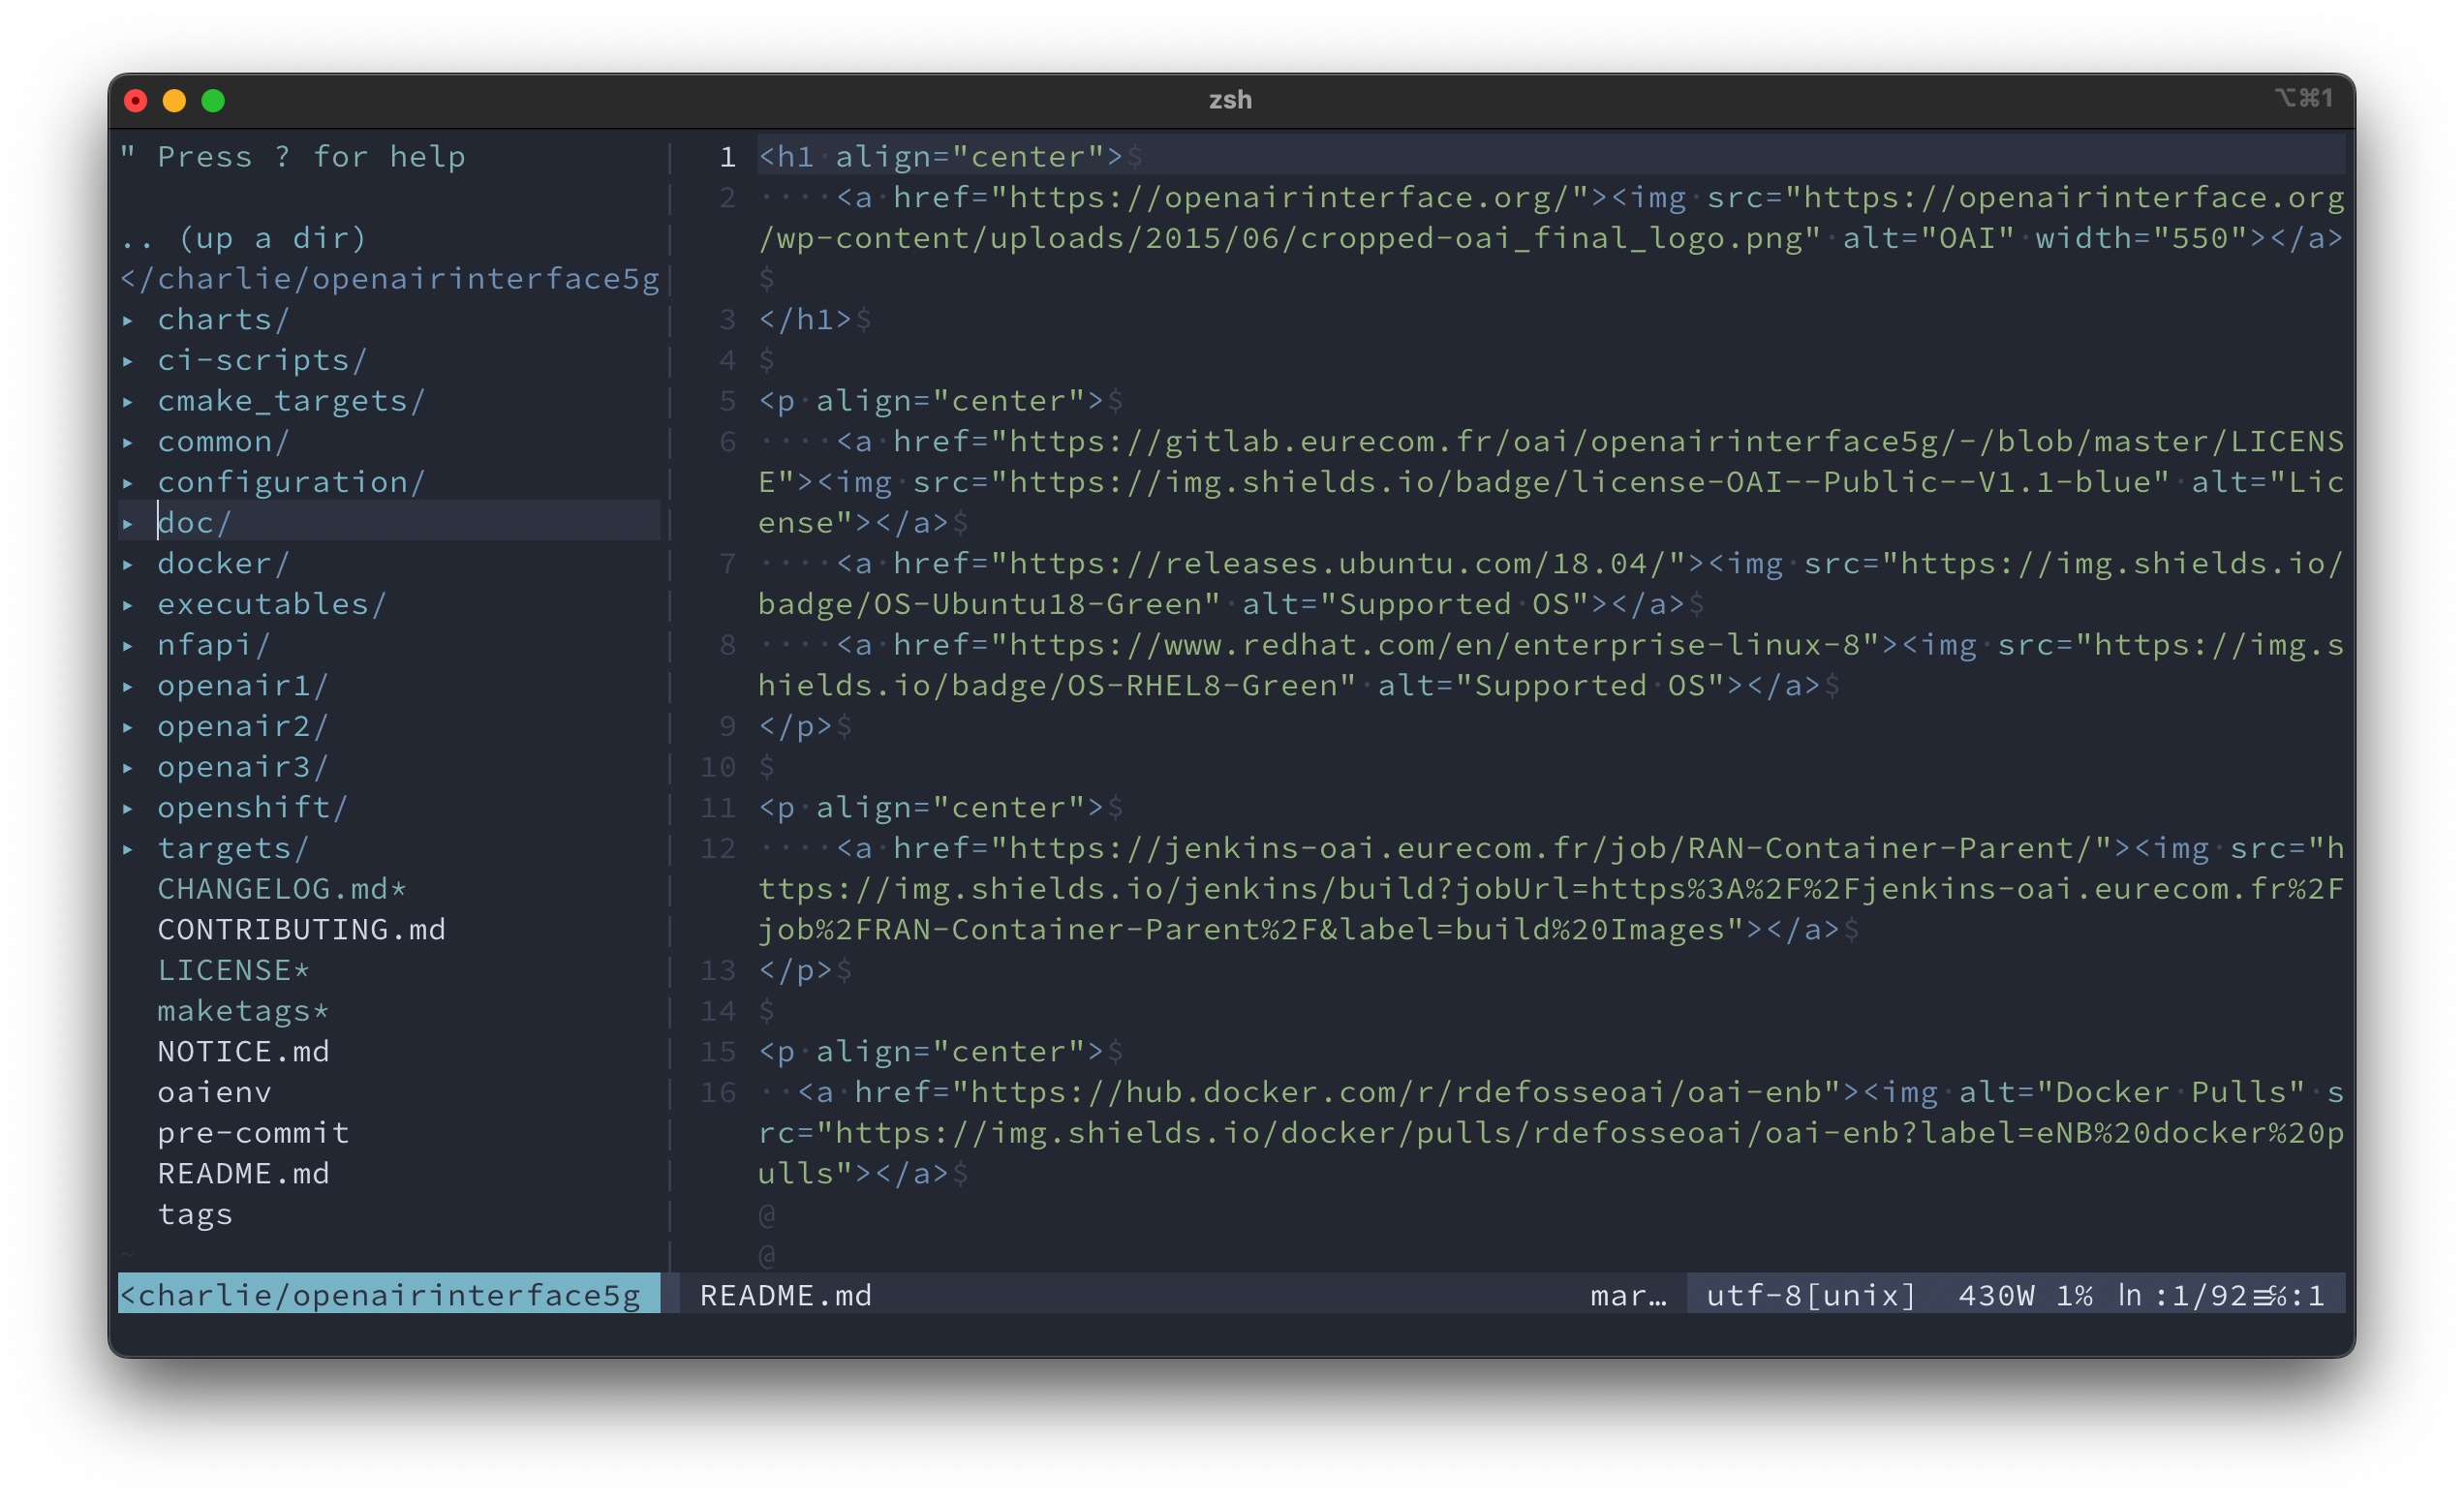 zsh
⌥⌘1
" Press ? for help
.. (up a dir)
</charlie/openairinterface5g
▸ charts/
▸ ci-scripts/
▸ cmake_targets/
▸ common/
▸ configuration/
▸ doc/
▸ docker/
▸ executables/
▸ nfapi/
▸ openair1/
▸ openair2/
▸ openair3/
▸ openshift/
▸ targets/
CHANGELOG.md*
CONTRIBUTING.md
LICENSE*
maketags*
NOTICE.md
oaienv
pre-commit
README.md
tags
~
<charlie/openairinterface5g
1 <h1·align="center">$
2 ····<a·href="https://openairinterface.org/"><img·src="https://openairinterface.org
/wp-content/uploads/2015/06/cropped-oai_final_logo.png"·alt="OAI"·width="550"></a>
$
3 </h1>$
4 $
5 <p·align="center">$
6 ····<a·href="https://gitlab.eurecom.fr/oai/openairinterface5g/-/blob/master/LICENS
E"><img·src="https://img.shields.io/badge/license-OAI--Public--V1.1-blue"·alt="Lic
ense"></a>$
7 ····<a·href="https://releases.ubuntu.com/18.04/"><img·src="https://img.shields.io/
badge/OS-Ubuntu18-Green"·alt="Supported·OS"></a>$
8 ····<a·href="https://www.redhat.com/en/enterprise-linux-8"><img·src="https://img.s
hields.io/badge/OS-RHEL8-Green"·alt="Supported·OS"></a>$
9 </p>$
10 $
11 <p·align="center">$
12 ····<a·href="https://jenkins-oai.eurecom.fr/job/RAN-Container-Parent/"><img·src="h
ttps://img.shields.io/jenkins/build?jobUrl=https%3A%2F%2Fjenkins-oai.eurecom.fr%2F
job%2FRAN-Container-Parent%2F&label=build%20Images"></a>$
13 </p>$
14 $
15 <p·align="center">$
16 ··<a·href="https://hub.docker.com/r/rdefosseoai/oai-enb"><img·alt="Docker·Pulls"·s
rc="https://img.shields.io/docker/pulls/rdefosseoai/oai-enb?label=eNB%20docker%20p
ulls"></a>$
@
@
README.md mar… utf-8[unix] 430W 1% ln :1/92≡℅:1